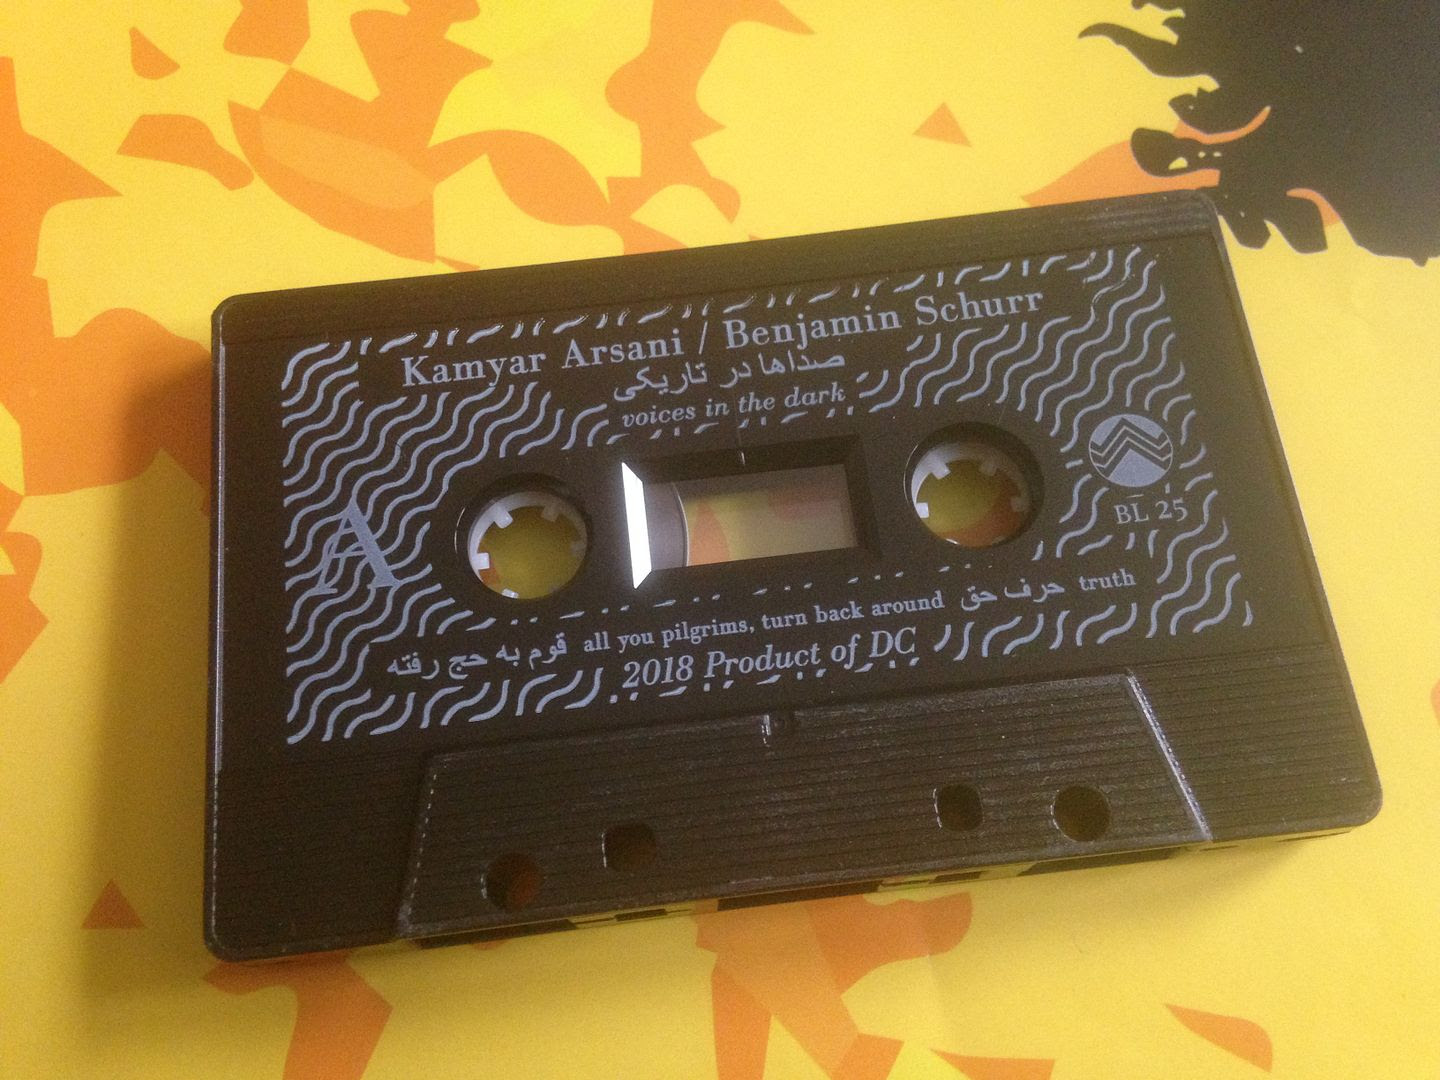 Kamyar Arsani / Benjamin Schurr
صداها در تاریکی
voices in the dark
A
BL 25
قوم به حج رفته all you pilgrims, turn back around حرف حق truth
2018 Product of DC